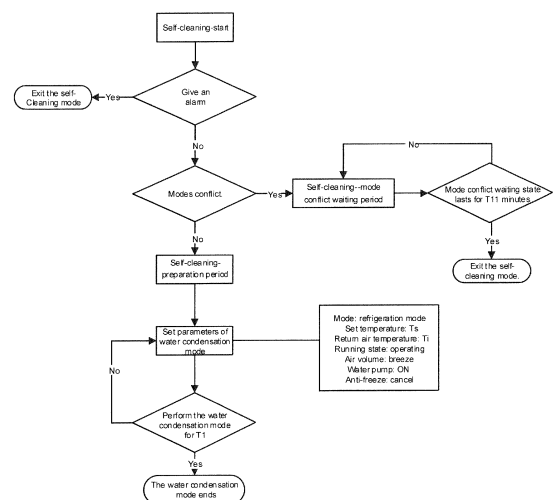 Self-cleaning-start
Give an
alarm
Yes
Exit the self-
Cleaning mode
No
Modes conflict
Yes
Self-cleaning--mode
conflict waiting period
No
Mode conflict waiting state
lasts for T11 minutes
Yes
Exit the self-
cleaning mode.
No
Self-cleaning-
preparation period
Set parameters of
water condensation
mode
Mode: refrigeration mode
Set temperature: Ts
Return air temperature: Ti
Running state: operating
Air volume: breeze
Water pump: ON
Anti-freeze: cancel
No
Perform the water
condensation mode
for T1
Yes
The water condensation
mode ends